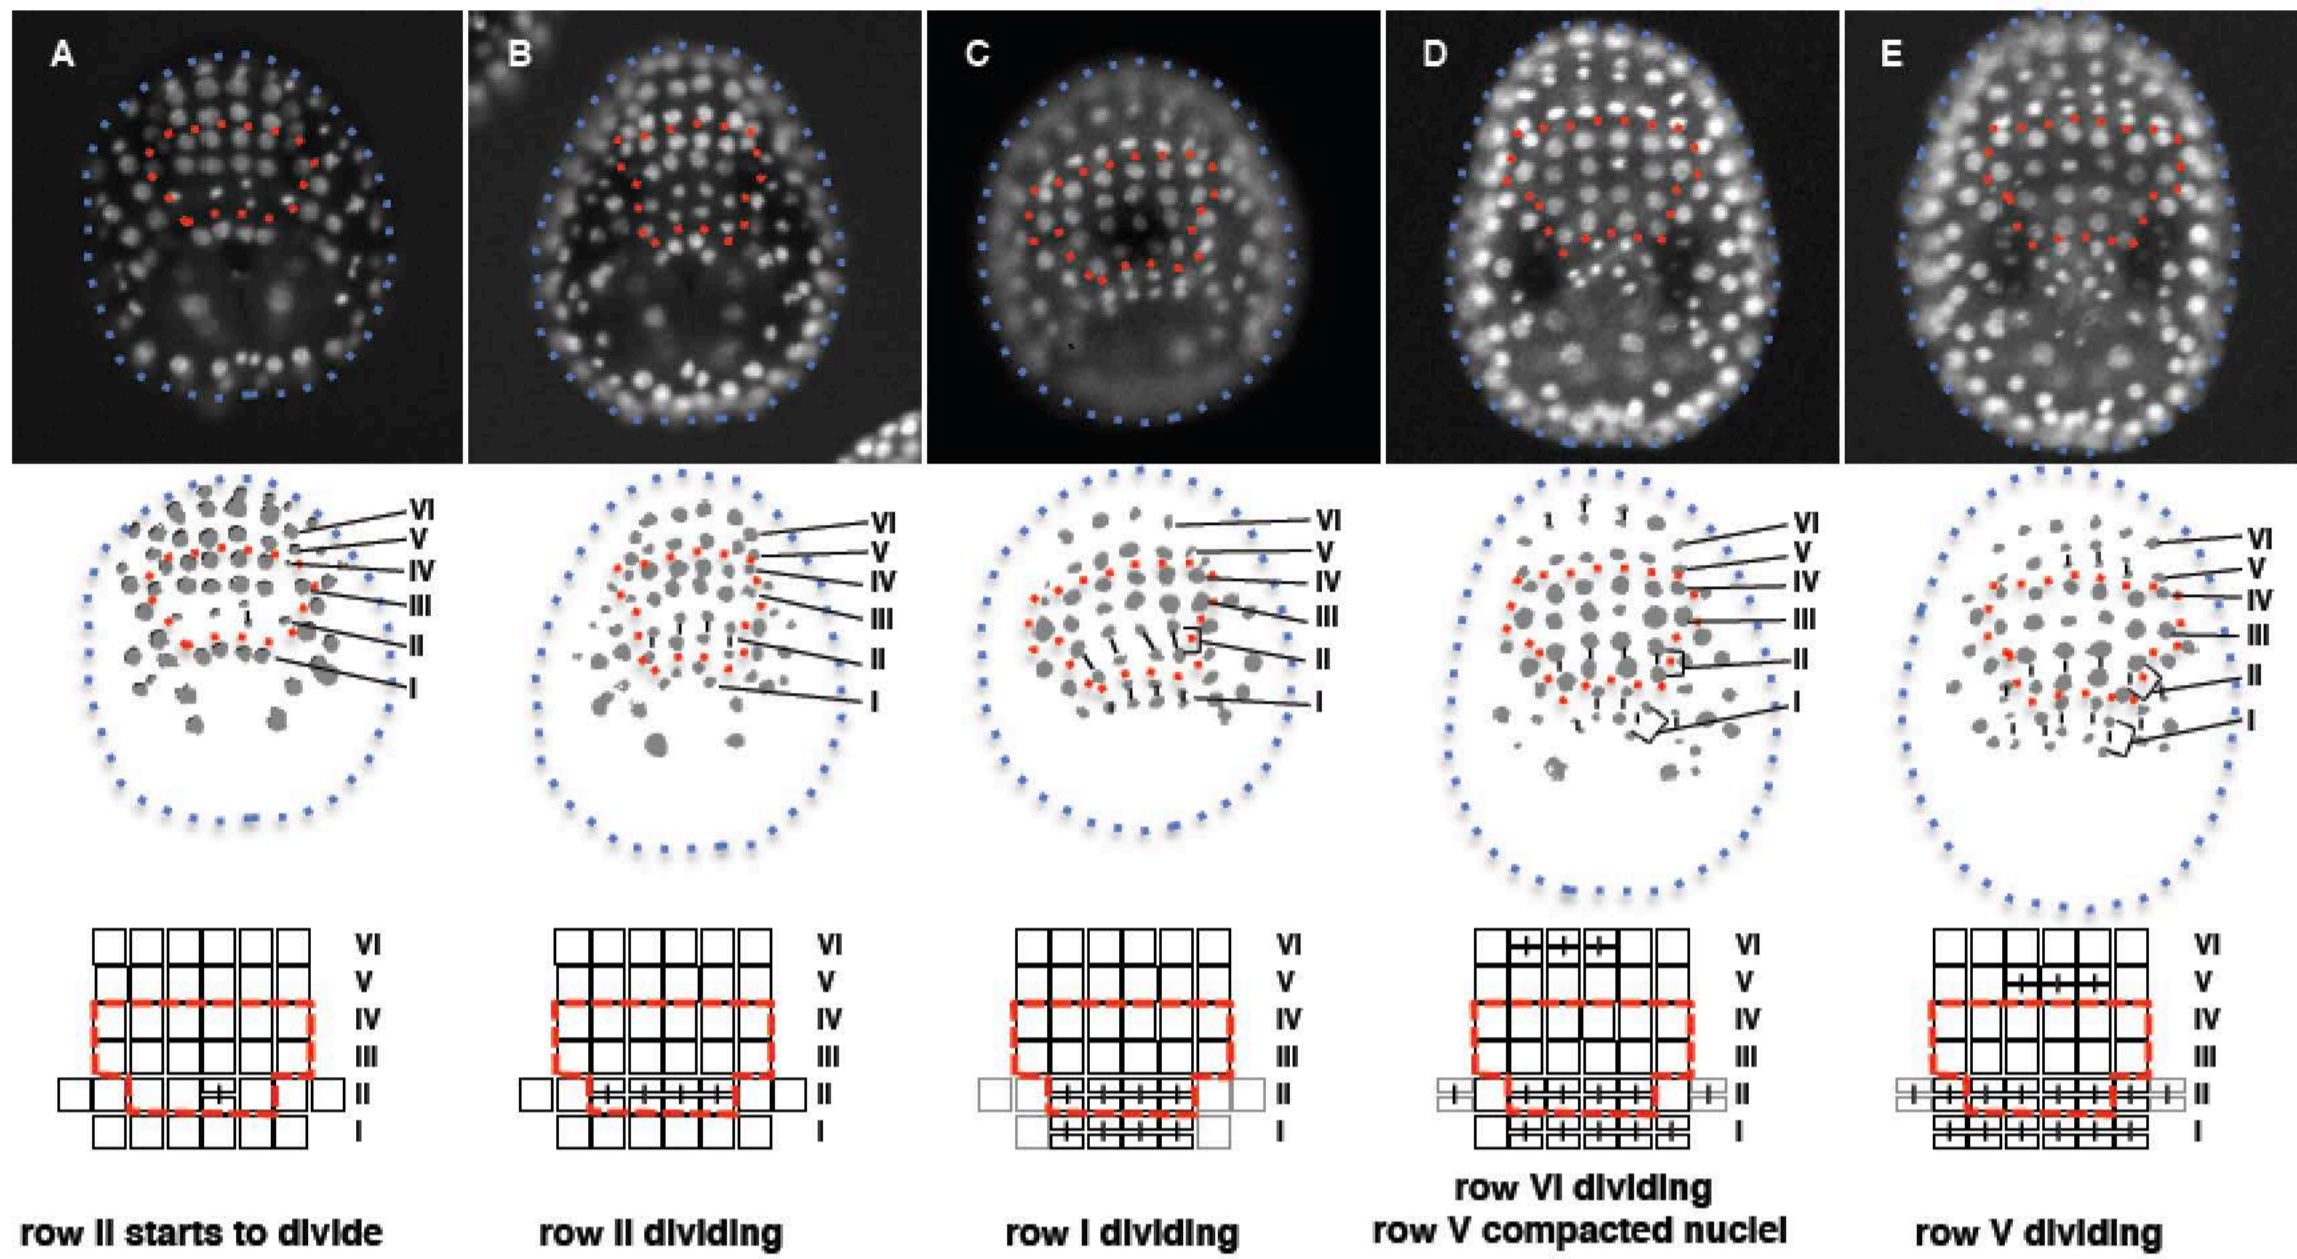 A
B
C
D
E
VI
V
IV
III
II
I
VI
V
IV
III
II
I
VI
V
IV
III
II
I
VI
V
IV
III
II
I
VI
V
IV
III
II
I
VI
V
IV
III
II
I
VI
V
IV
III
II
I
VI
V
IV
III
II
I
VI
V
IV
III
II
I
VI
V
IV
III
II
I
row II starts to divide
row II dividing
row I dividing
row VI dividing
row V compacted nuclei
row V dividing